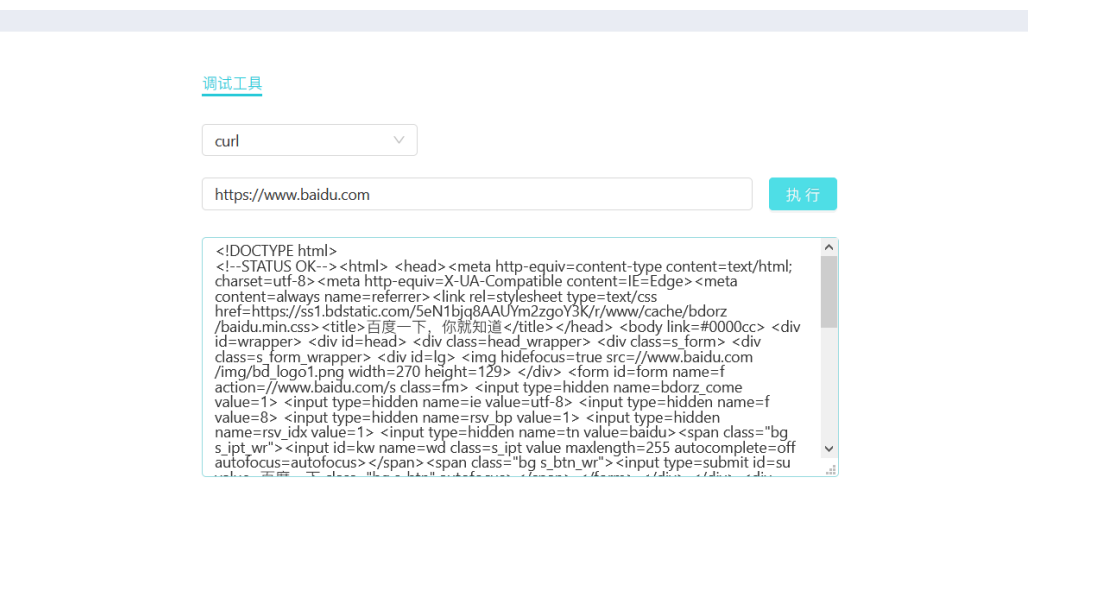 调试工具
curl
https://www.baidu.com
执 行
<!DOCTYPE html>
<!--STATUS OK--><html> <head><meta http-equiv=content-type content=text/html;
charset=utf-8><meta http-equiv=X-UA-Compatible content=IE=Edge><meta
content=always name=referrer><link rel=stylesheet type=text/css
href=https://ss1.bdstatic.com/5eN1bjq8AAUYm2zgoY3K/r/www/cache/bdorz
/baidu.min.css><title>百度一下，你就知道</title></head> <body link=#0000cc> <div
id=wrapper> <div id=head> <div class=head_wrapper> <div class=s_form> <div
class=s_form_wrapper> <div id=lg> <img hidefocus=true src=//www.baidu.com
/img/bd_logo1.png width=270 height=129> </div> <form id=form name=f
action=//www.baidu.com/s class=fm> <input type=hidden name=bdorz_come
value=1> <input type=hidden name=ie value=utf-8> <input type=hidden name=f
value=8> <input type=hidden name=rsv_bp value=1> <input type=hidden
name=rsv_idx value=1> <input type=hidden name=tn value=baidu><span class="bg
s_ipt_wr"><input id=kw name=wd class=s_ipt value maxlength=255 autocomplete=off
autofocus=autofocus></span><span class="bg s_btn_wr"><input type=submit id=su